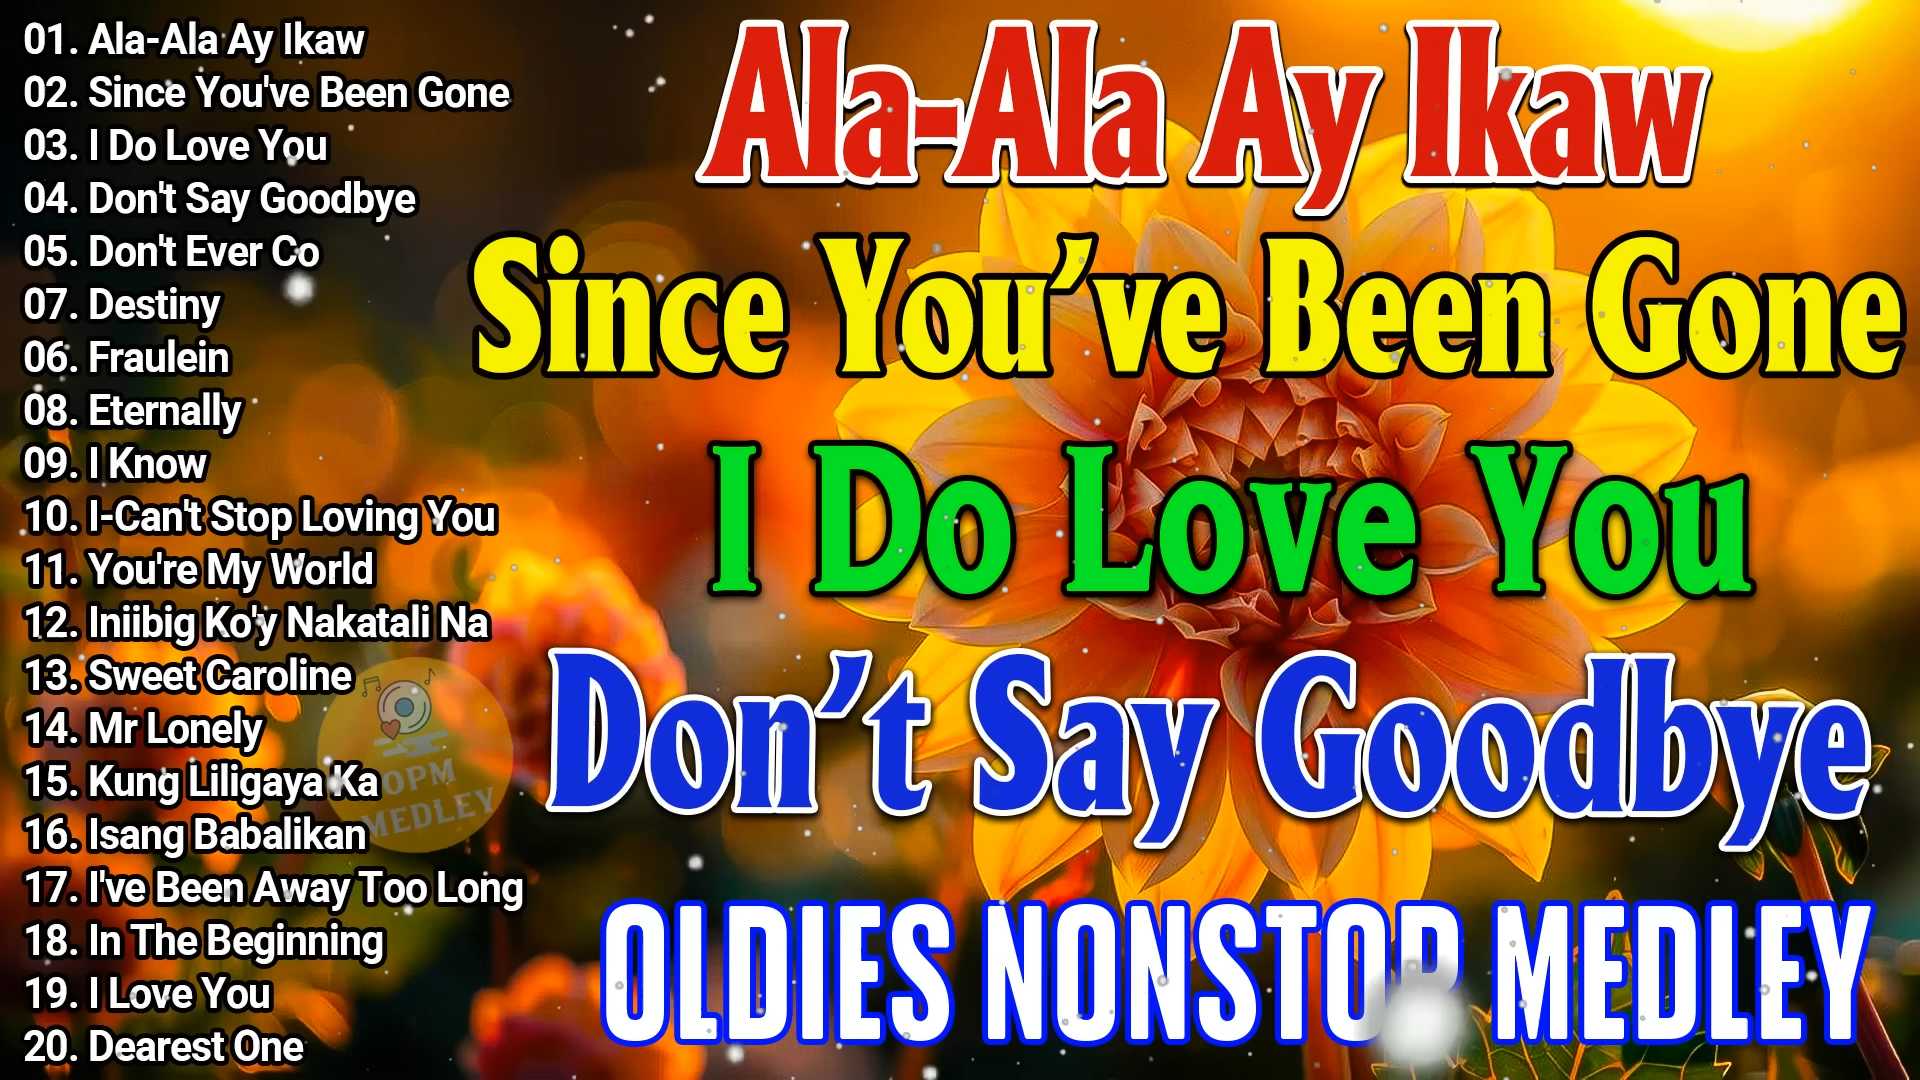 01. Ala-Ala Ay Ikaw
02. Since You've Been Gone
03. I Do Love You
04. Don't Say Goodbye
05. Don't Ever Co
07. Destiny
06. Fraulein
08. Eternally
09. I Know
10. I-Can't Stop Loving You
11. You're My World
12. Iniibig Ko'y Nakatali Na
13. Sweet Caroline
14. Mr Lonely
15. Kung Liligaya Ka
16. Isang Babalikan
17. I've Been Away Too Long
18. In The Beginning
19. I Love You
20. Dearest One
OPM
MEDLEY
Ala-Ala Ay Ikaw
Since You’ve Been Gone
I Do Love You
Don’t Say Goodbye
OLDIES NONSTOP MEDLEY